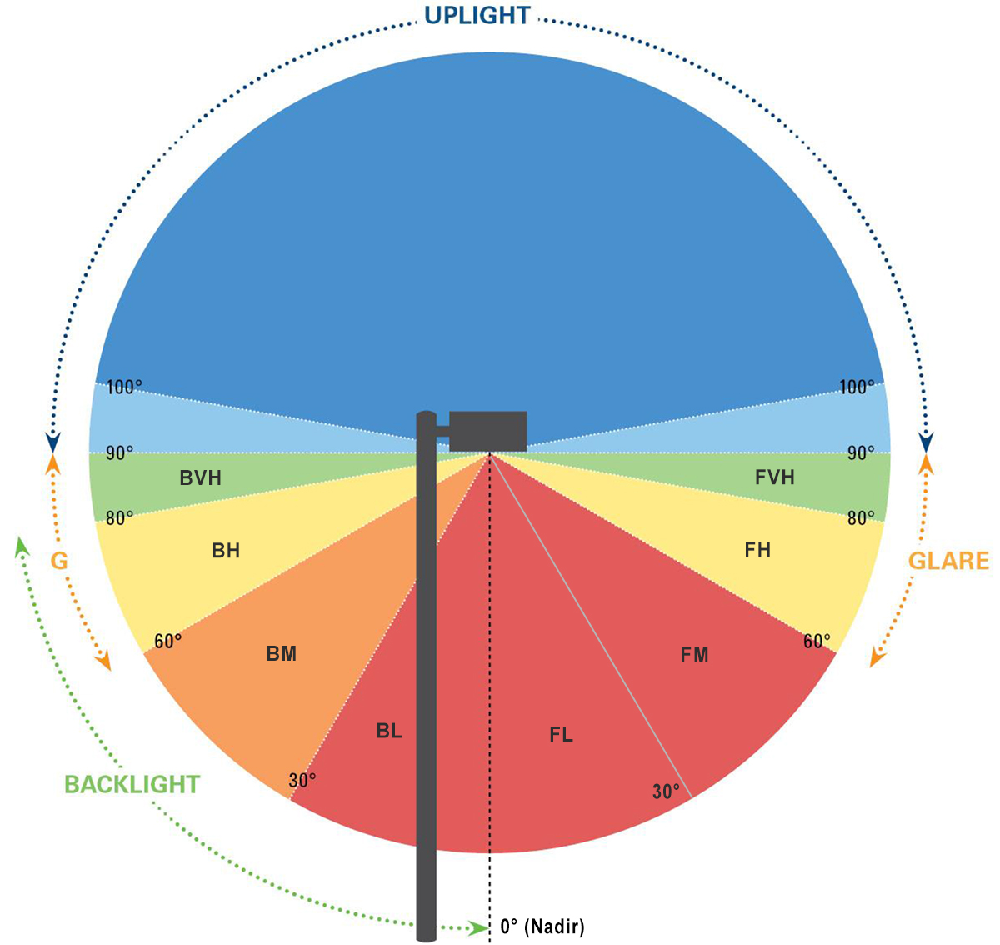 UPLIGHT
100° 100°
90° 90°
BVH FVH
80° 80°
BH FH
G GLARE
60° 60°
BM FM
BL FL
30° 30°
BACKLIGHT
0° (Nadir)